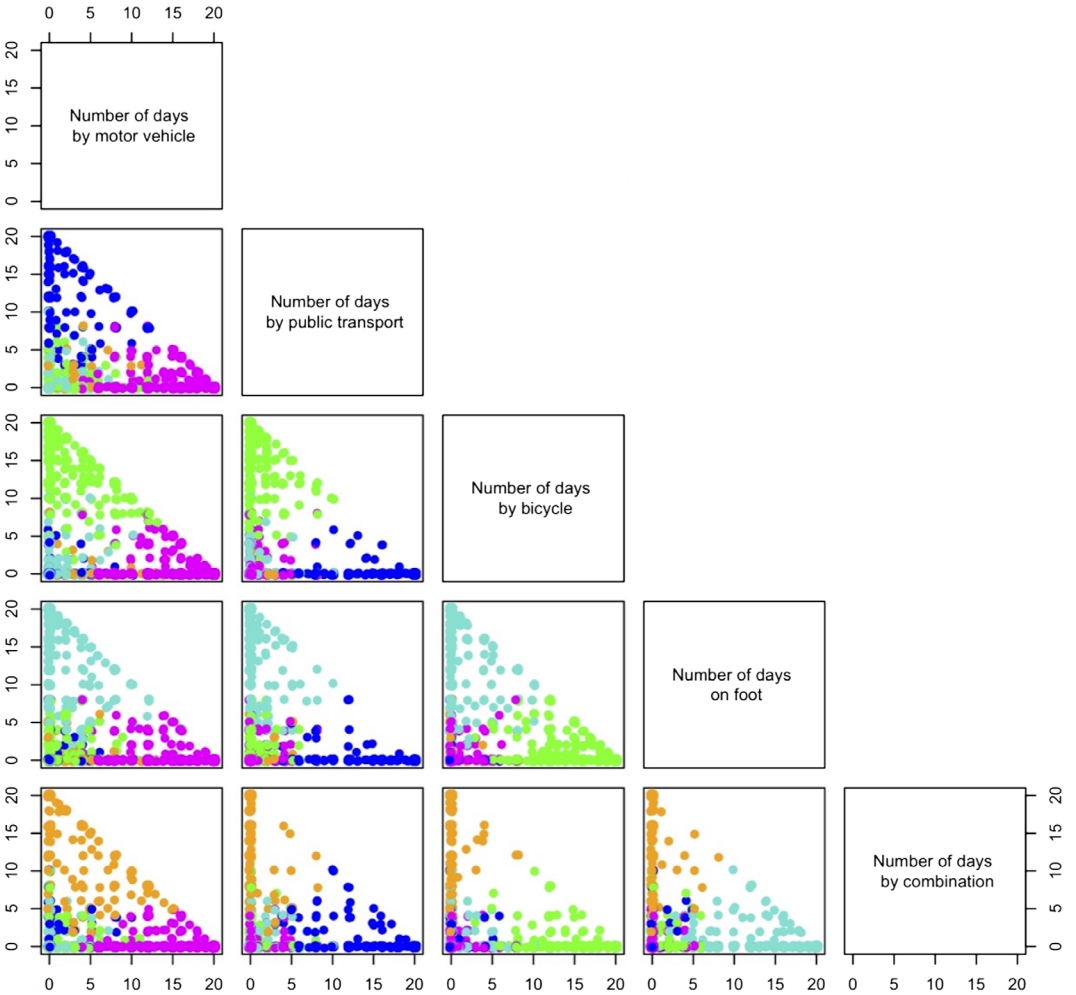 0 5 10 15 20
20
15
10
5
0
Number of days
by motor vehicle
20
15
10
5
0
Number of days
by public transport
20
15
10
5
0
Number of days
by bicycle
20
15
10
5
0
Number of days
on foot
20
15
10
5
0
Number of days
by combination
20
15
10
5
0
0 5 10 15 20 0 5 10 15 20 0 5 10 15 20 0 5 10 15 20 0 5 10 15 20